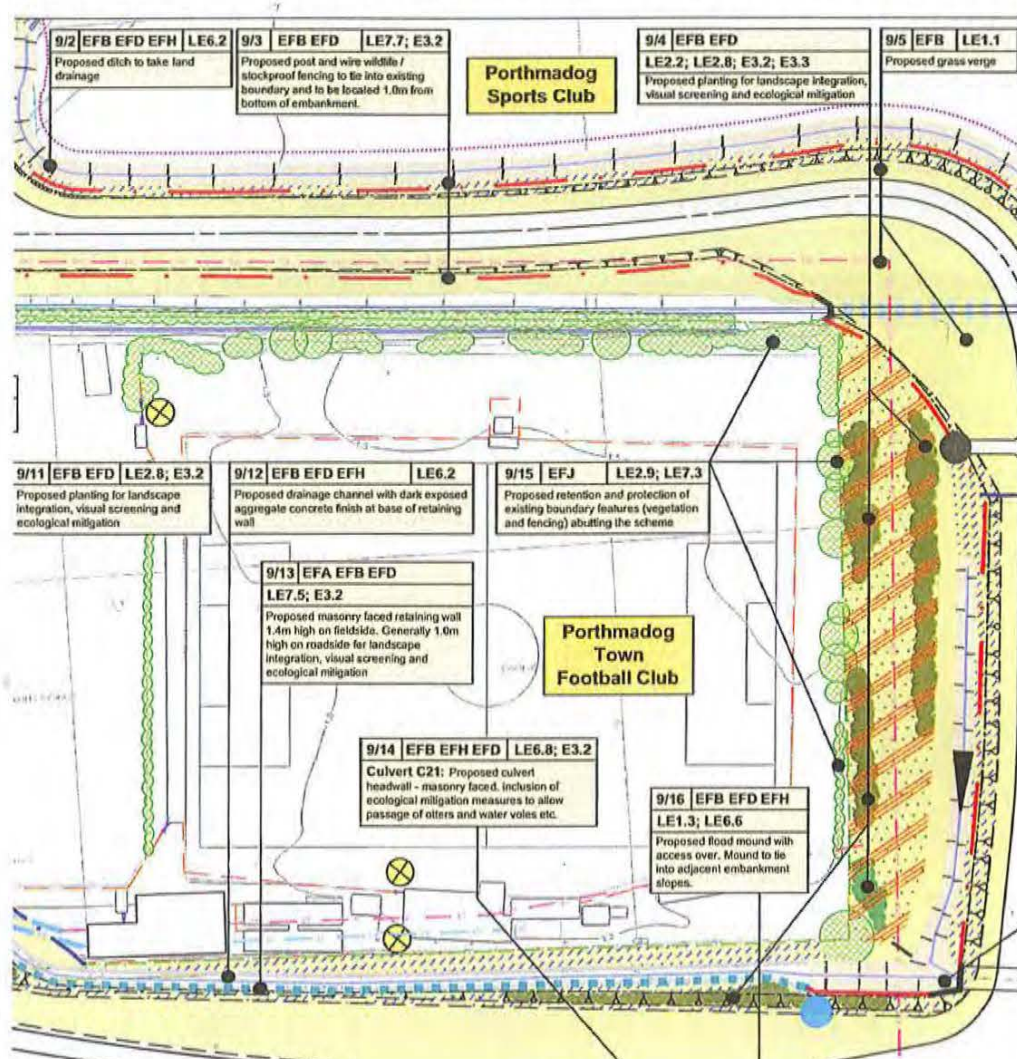 9/2 EFB EFD EFH LE6.2
Proposed ditch to take land
drainage
9/3 EFB EFD LE7.7; E3.2
Proposed post and wire wildlife /
stockproof fencing to tie into existing
boundary and to be located 1.0m from
bottom of embankment.
Porthmadog
Sports Club
9/4 EFB EFD
LE2.2; LE2.8; E3.2; E3.3
Proposed planting for landscape integration,
visual screening and ecological mitigation
9/5 EFB LE1.1
Proposed grass verge
9/11 EFB EFD LE2.8; E3.2
Proposed planting for landscape
integration, visual screening and
ecological mitigation
9/12 EFB EFD EFH LE6.2
Proposed drainage channel with dark exposed
aggregate concrete finish at base of retaining
wall
9/15 EFJ LE2.9; LE7.3
Proposed retention and protection of
existing boundary features (vegetation
and fencing) abutting the scheme
9/13 EFA EFB EFD
LE7.5; E3.2
Proposed masonry faced retaining wall
1.4m high on fieldside. Generally 1.0m
high on roadside for landscape
integration, visual screening and
ecological mitigation
Porthmadog
Town
Football Club
9/14 EFB EFH EFD LE6.8; E3.2
Culvert C21: Proposed culvert
headwall - masonry faced. inclusion of
ecological mitigation measures to allow
passage of otters and water voles etc.
9/16 EFB EFD EFH
LE1.3; LE6.6
Proposed flood mound with
access over. Mound to tie
into adjacent embankment
slopes.